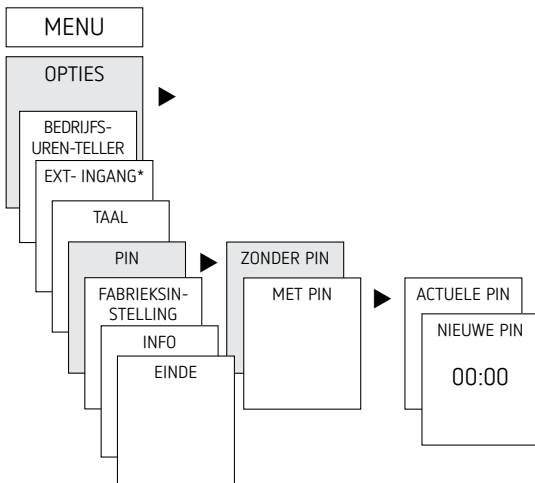 MENU
OPTIES
BEDRIJFS-
UREN-TELLER
EXT- INGANG*
TAAL
PIN
FABRIEKSIN-
STELLING
INFO
EINDE
ZONDER PIN
MET PIN
ACTUELE PIN
NIEUWE PIN
00:00